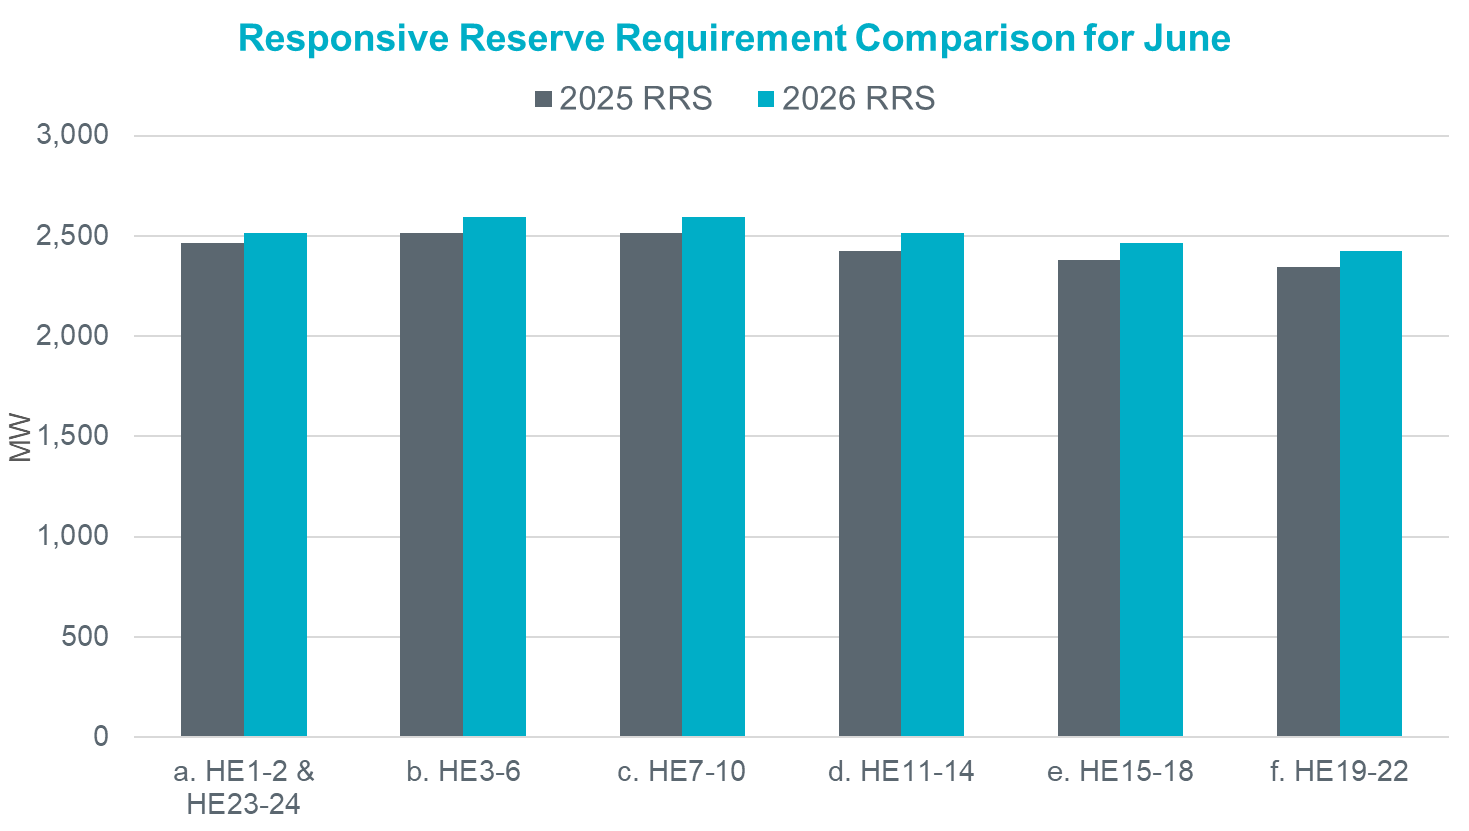 Responsive Reserve Requirement Comparison for June
2025 RRS 2026 RRS
3,000
2,500
2,000
1,500
1,000
500
0
MW
a. HE1-2 &
HE23-24
b. HE3-6
c. HE7-10
d. HE11-14
e. HE15-18
f. HE19-22